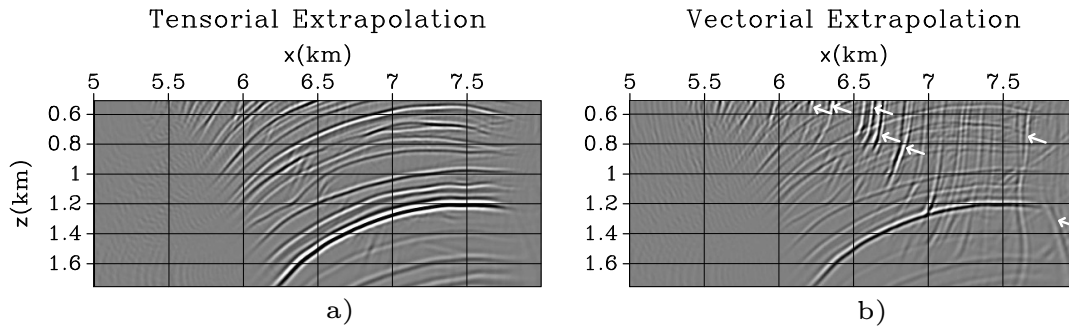 Tensorial Extrapolation
x(km)
5 5.5 6 6.5 7 7.5
z(km)
0.6
0.8
1
1.2
1.4
1.6
a)
Vectorial Extrapolation
x(km)
5 5.5 6 6.5 7 7.5
0.6
0.8
1
1.2
1.4
1.6
b)